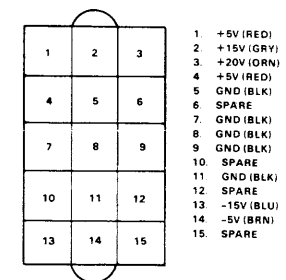 1 2 3
4 5 6
7 8 9
10 11 12
13 14 15
1. +5V (RED)
2. +15V (GRY)
3. +20V (ORN)
4 +5V (RED)
5 GND (BLK)
6. SPARE
7. GND (BLK)
8. GND (BLK)
9 GND (BLK)
10. SPARE
11. GND (BLK)
12. SPARE
13. -15V (BLU)
14. -5V (BRN)
15. SPARE